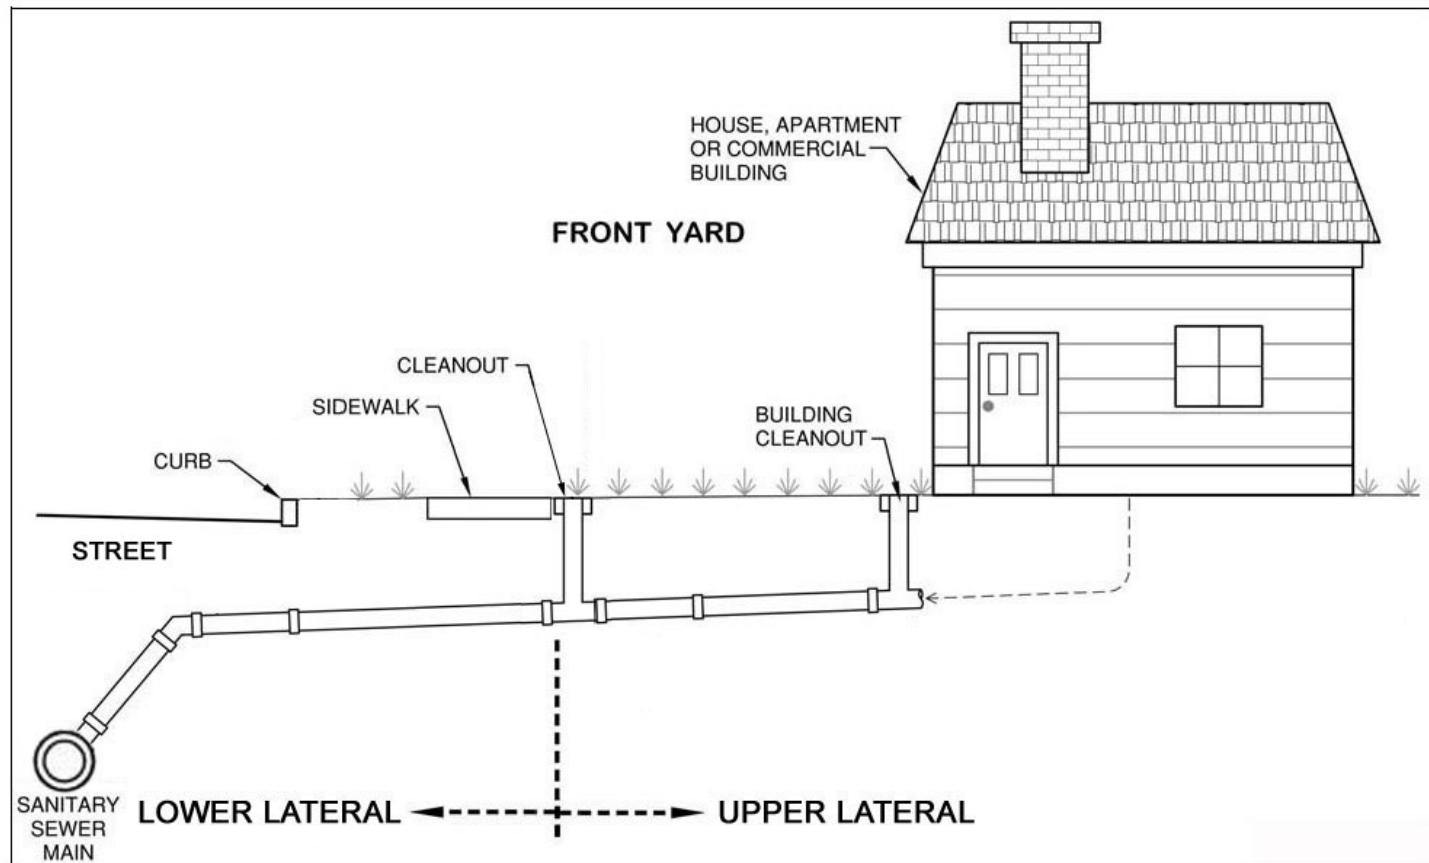 HOUSE, APARTMENT
OR COMMERCIAL
BUILDING
FRONT YARD
CLEANOUT
SIDEWALK
BUILDING
CLEANOUT
CURB
STREET
SANITARY
SEWER
MAIN
LOWER LATERAL
UPPER LATERAL